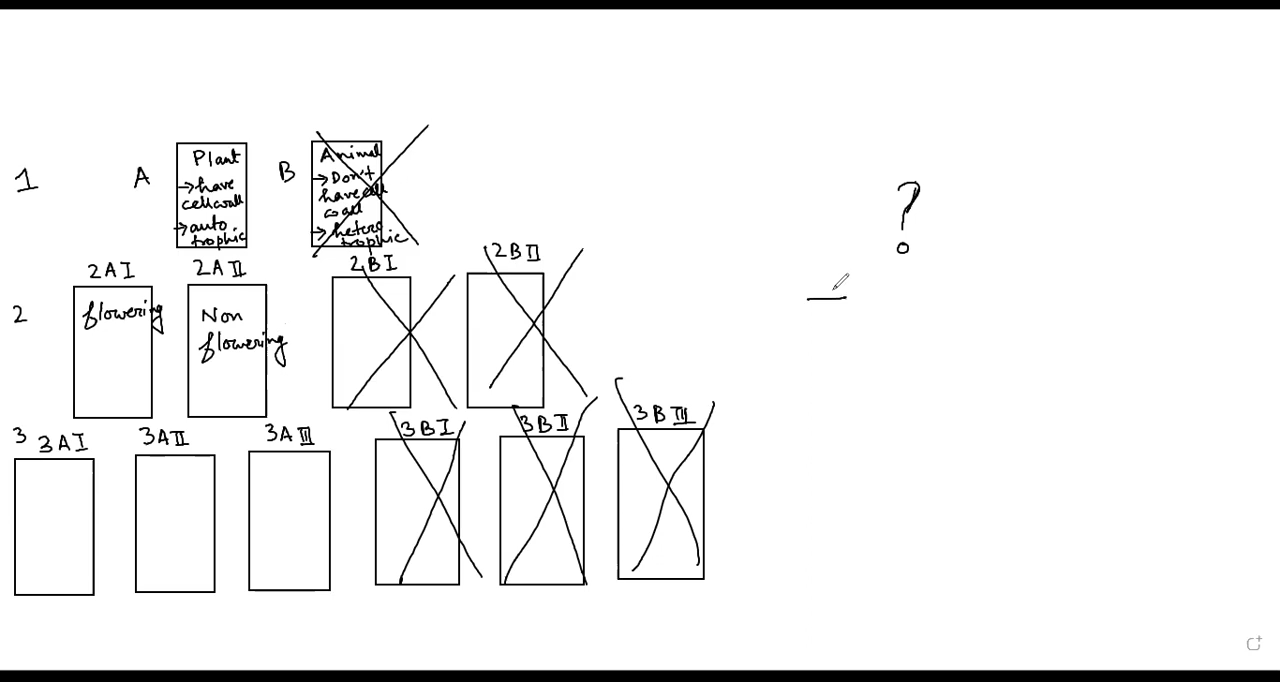 1
A
Plant
→have
cellwall
→auto
trophic
B
Animal
→Don't
have cell
wall
→hetero
trophic
?
2
2A I
flowering
2A II
Non
flowering
2B I
2B II
3
3A I
3A II
3A III
3B I
3B II
3B III